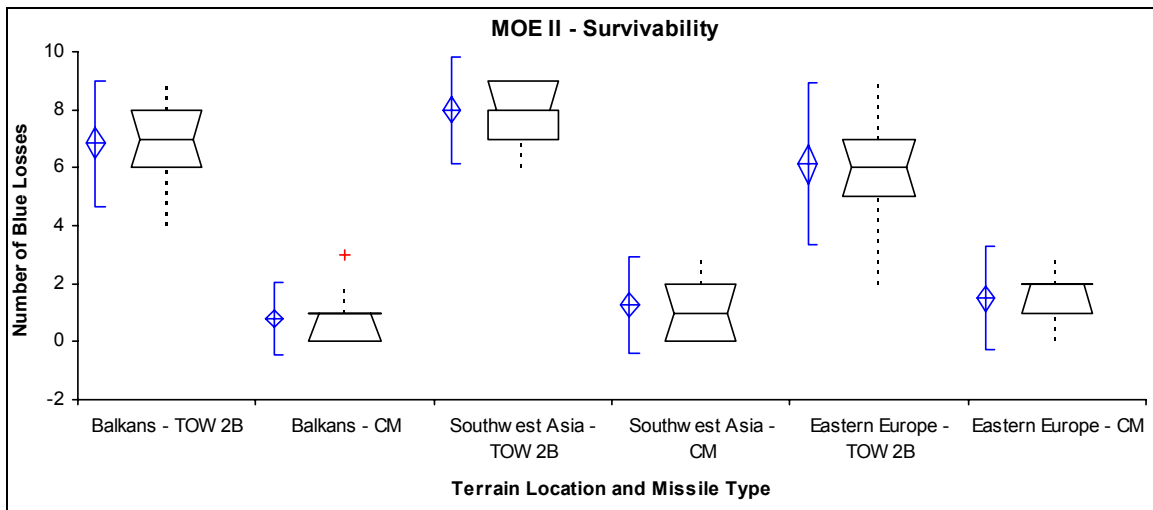 MOE II - Survivability
Number of Blue Losses
10
8
6
4
2
0
-2
Balkans - TOW 2B
Balkans - CM
Southwest Asia -
TOW 2B
Southwest Asia -
CM
Eastern Europe -
TOW 2B
Eastern Europe - CM
Terrain Location and Missile Type